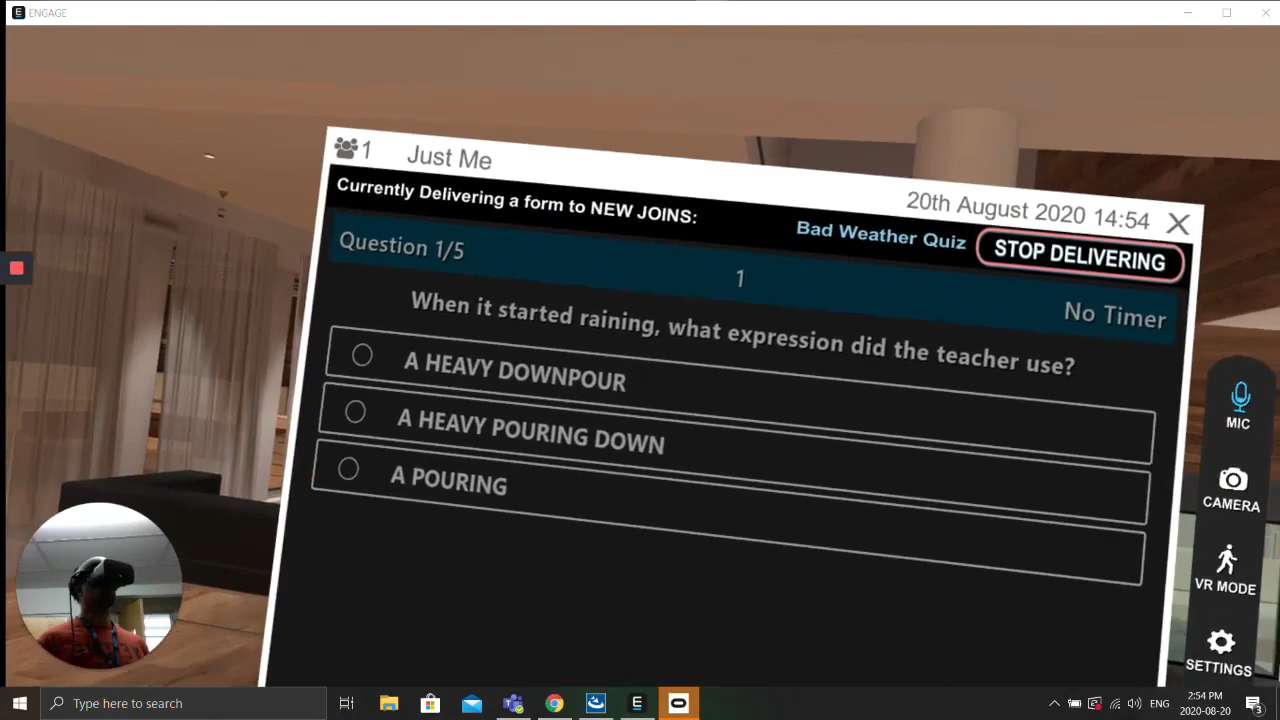 ENGAGE
1 Just Me
20th August 2020 14:54
Currently Delivering a form to NEW JOINS:
Bad Weather Quiz
STOP DELIVERING
Question 1/5
1
No Timer
When it started raining, what expression did the teacher use?
A HEAVY DOWNPOUR
A HEAVY POURING DOWN
A POURING
MIC
CAMERA
VR MODE
SETTINGS
Type here to search
ENG
2:54 PM
2020-08-20
3